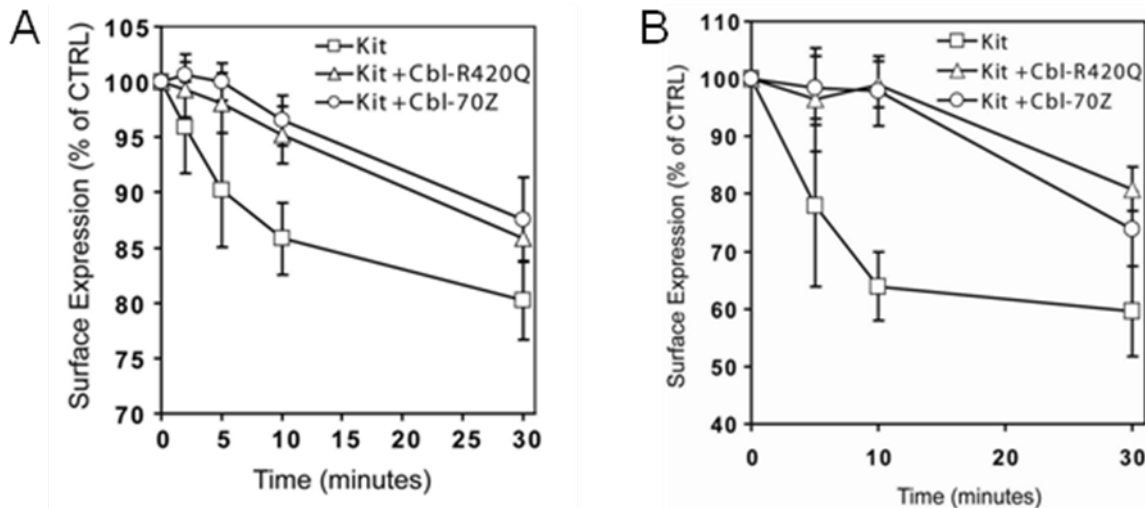 A
Surface Expression (% of CTRL)
105
100
95
90
85
80
75
70
Kit
Kit +Cbl-R420Q
Kit +Cbl-70Z
0 5 10 15 20 25 30
Time (minutes)
B
Surface Expression (% of CTRL)
110
100
90
80
70
60
50
40
Kit
Kit +Cbl-R420Q
Kit +Cbl-70Z
0 10 20 30
Time (minutes)